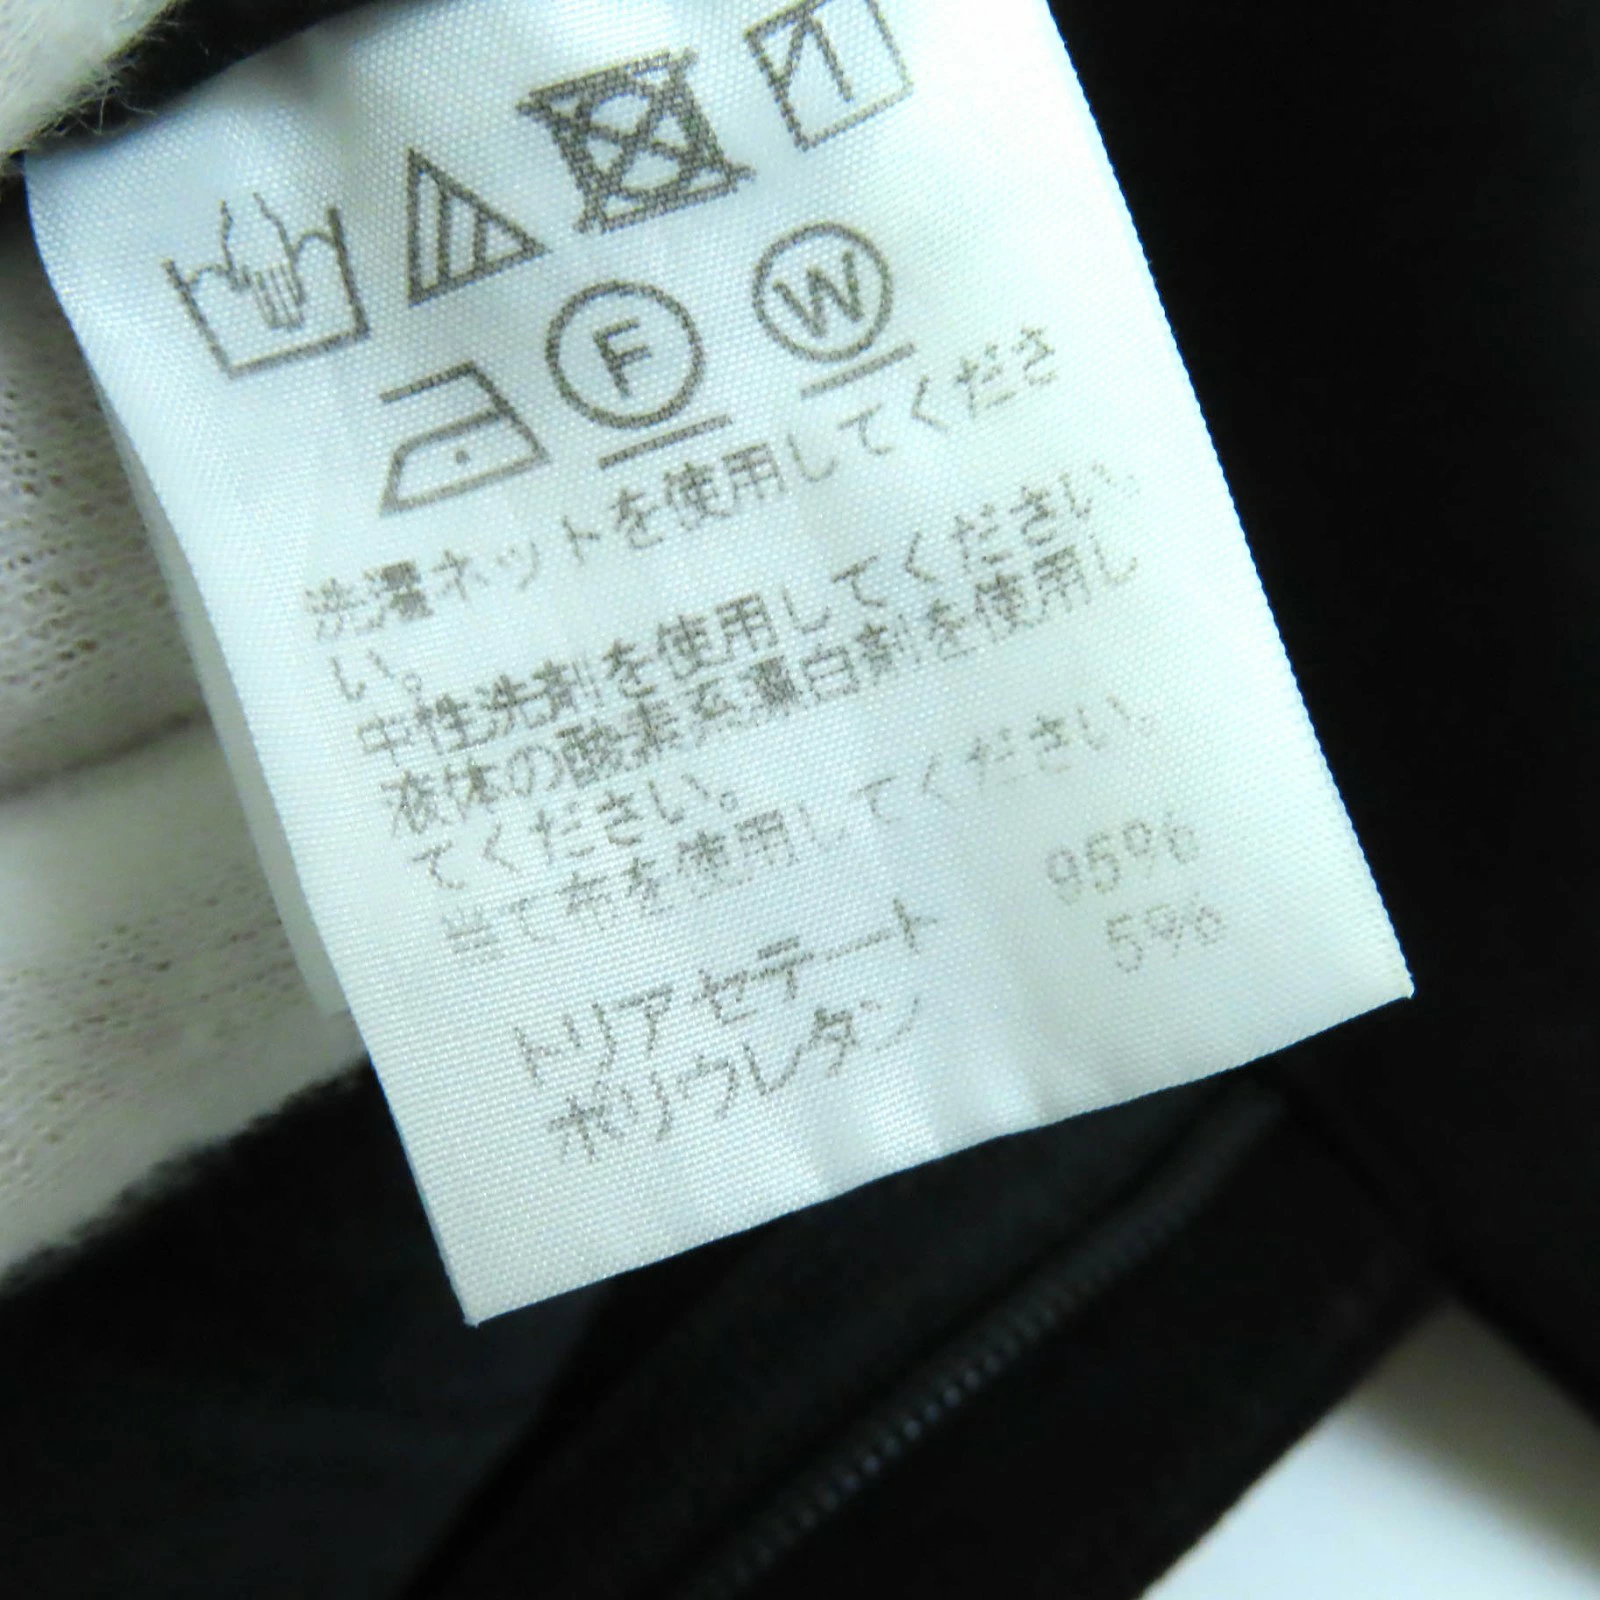 F
W
洗濯ネットを使用してくださ
い。
中性洗剤を使用してください。
液体の酸素系漂白剤を使用し
てください。
当て布を使用してください。
トリアセテート 95%
ポリウレタン 5%